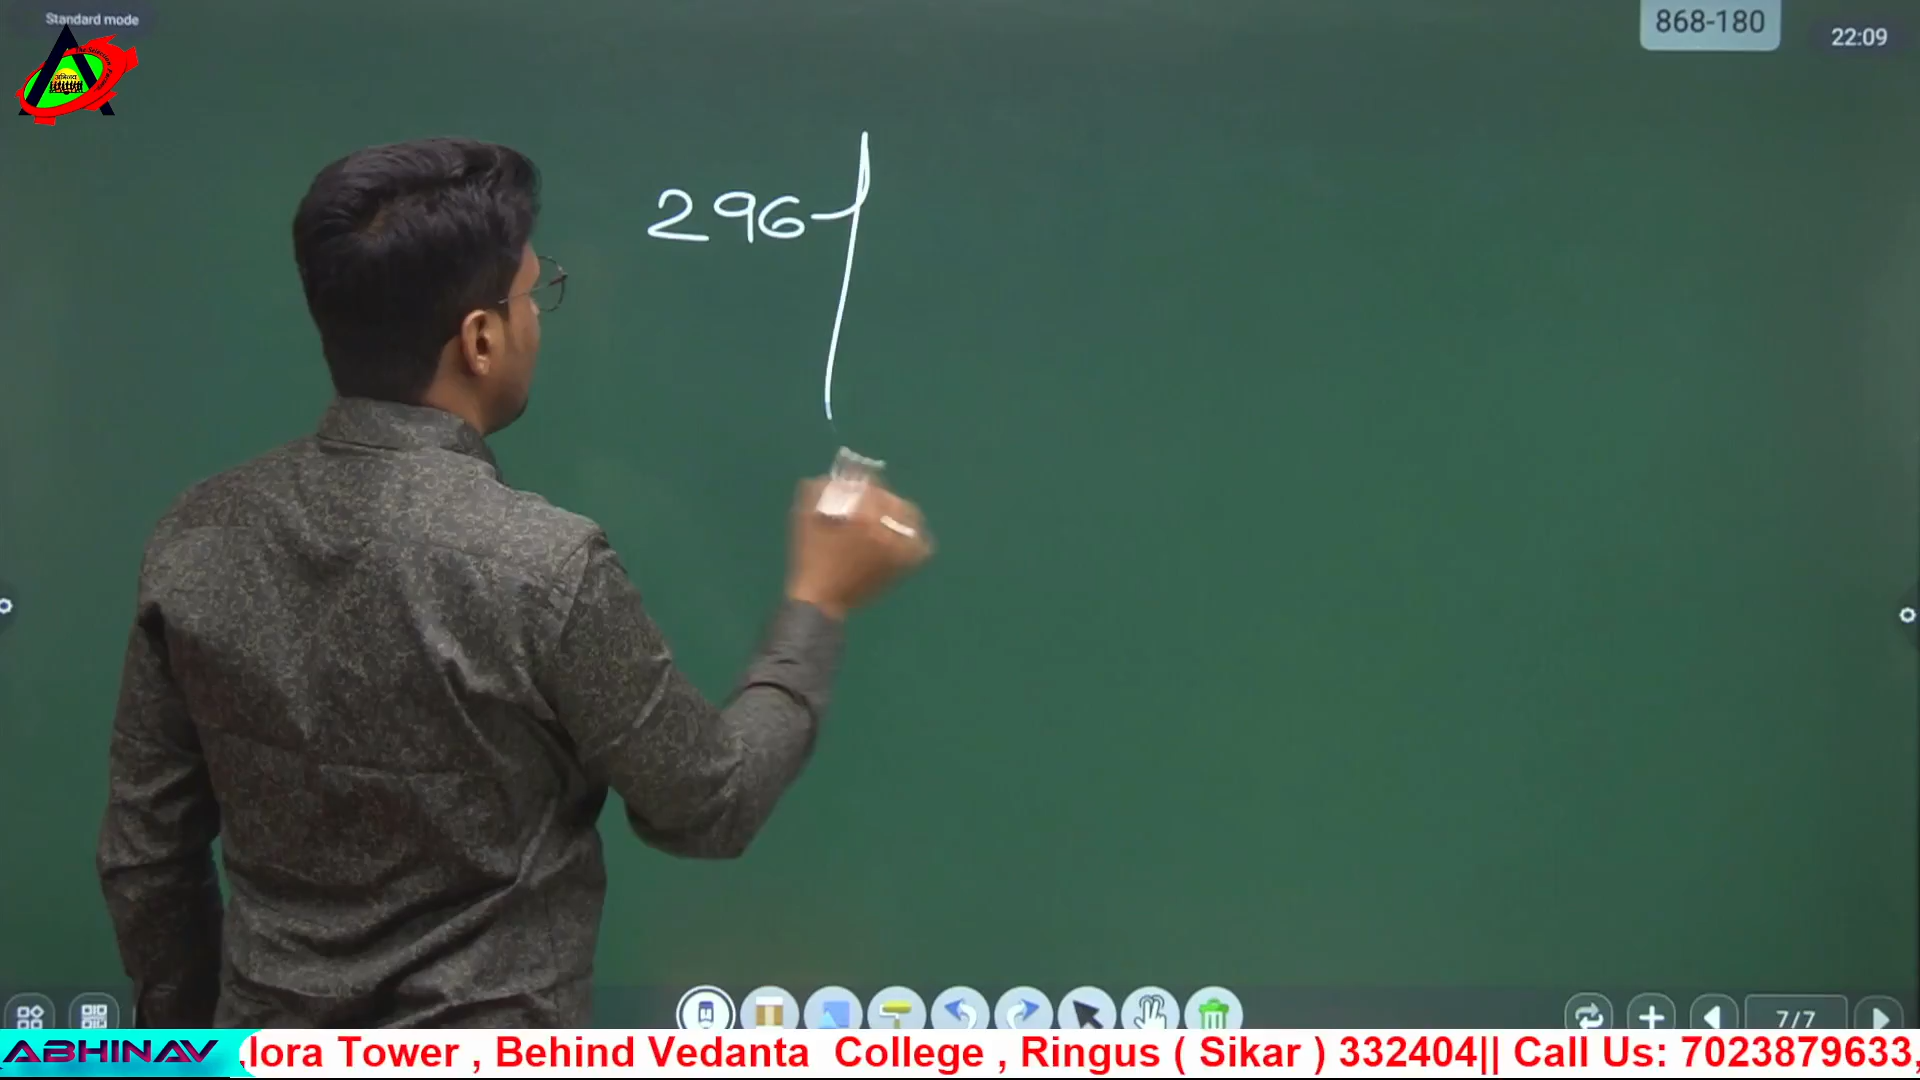 Standard mode
868-180
22:09
296
7/7
ABHINAV
,lora Tower , Behind Vedanta College , Ringus ( Sikar ) 332404|| Call Us: 7023879633,